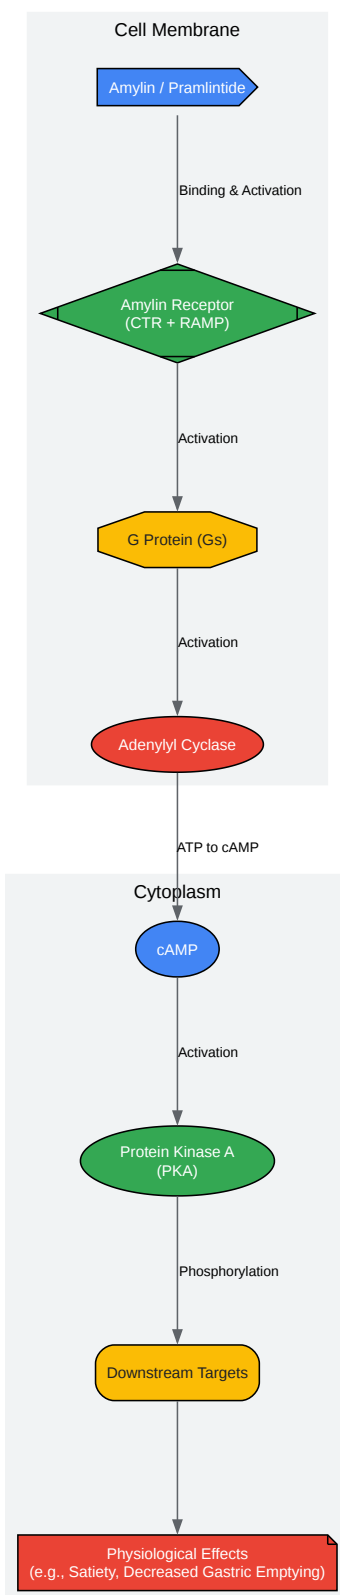 Cell Membrane
Amylin / Pramlintide
Binding & Activation
Amylin Receptor
(CTR + RAMP)
Activation
G Protein (Gs)
Activation
Adenylyl Cyclase
ATP to cAMP
Cytoplasm
cAMP
Activation
Protein Kinase A
(PKA)
Phosphorylation
Downstream Targets
Physiological Effects
(e.g., Satiety, Decreased Gastric Emptying)